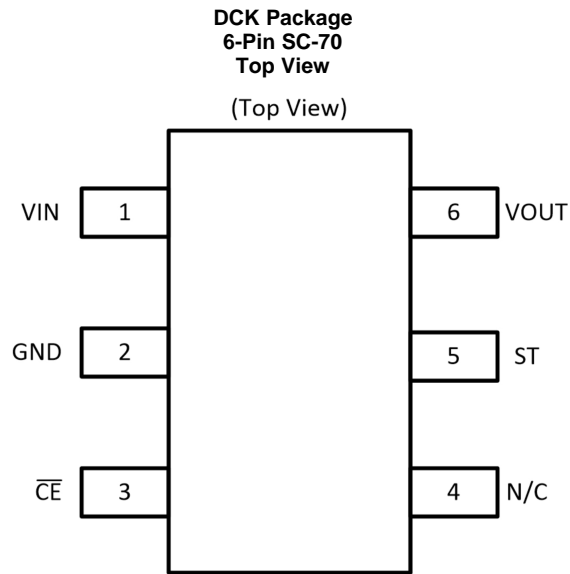 DCK Package
6-Pin SC-70
Top View
(Top View)
VIN 1 6 VOUT
GND 2 5 ST
C̅E̅ 3 4 N/C